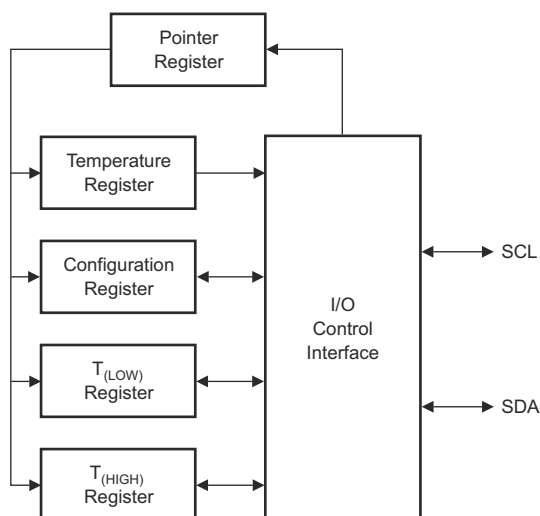 Pointer
Register
Temperature
Register
Configuration
Register
T(LOW)
Register
T(HIGH)
Register
I/O
Control
Interface
SCL
SDA